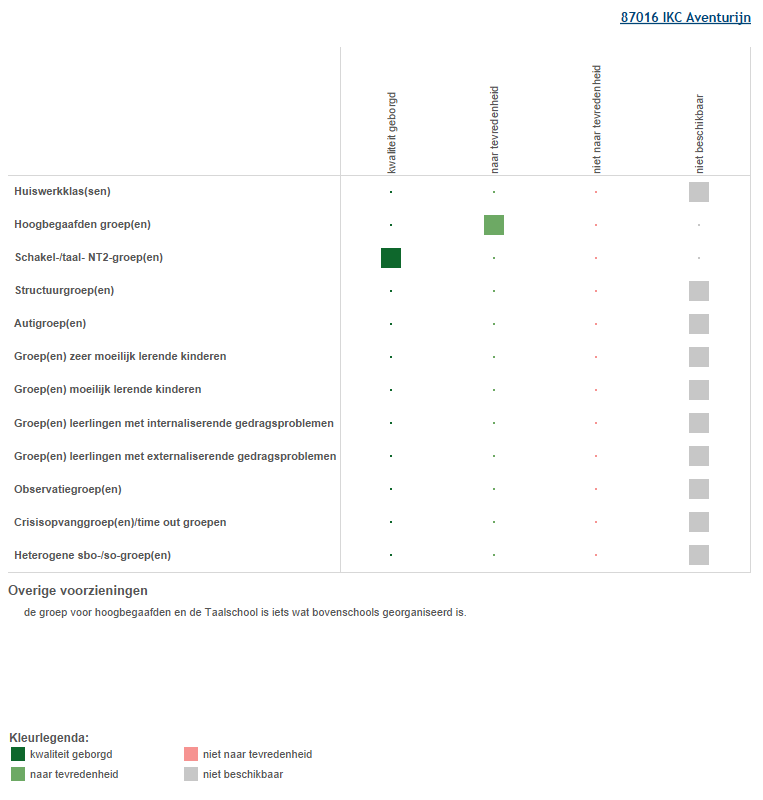 87016 IKC Aventurijn
kwaliteit geborgd
naar tevredenheid
niet naar tevredenheid
niet beschikbaar
Huiswerkklas(sen)
Hoogbegaafden groep(en)
Schakel-/taal- NT2-groep(en)
Structuurgroep(en)
Autigroep(en)
Groep(en) zeer moeilijk lerende kinderen
Groep(en) moeilijk lerende kinderen
Groep(en) leerlingen met internaliserende gedragsproblemen
Groep(en) leerlingen met externaliserende gedragsproblemen
Observatiegroep(en)
Crisisopvanggroep(en)/time out groepen
Heterogene sbo-/so-groep(en)
Overige voorzieningen
de groep voor hoogbegaafden en de Taalschool is iets wat bovenschools georganiseerd is.
Kleurlegenda:
kwaliteit geborgd
niet naar tevredenheid
naar tevredenheid
niet beschikbaar